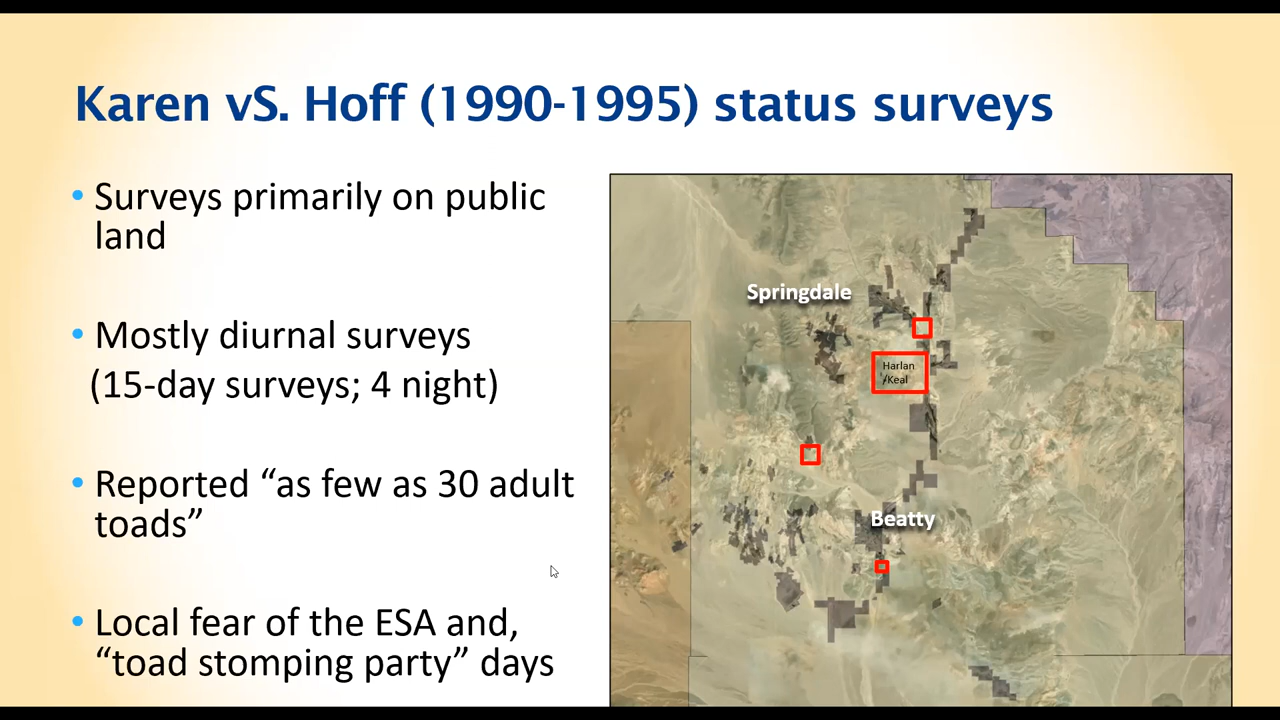 Karen vS. Hoff (1990-1995) status surveys
• Surveys primarily on public
land
• Mostly diurnal surveys
(15-day surveys; 4 night)
• Reported “as few as 30 adult
toads”
• Local fear of the ESA and,
“toad stomping party” days
Springdale
Harlan
/Keal
Beatty